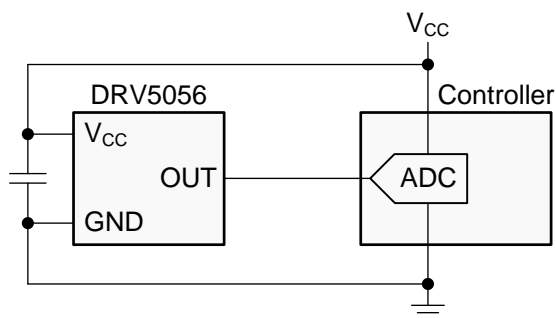 VCC
DRV5056
Controller
VCC
OUT
ADC
GND